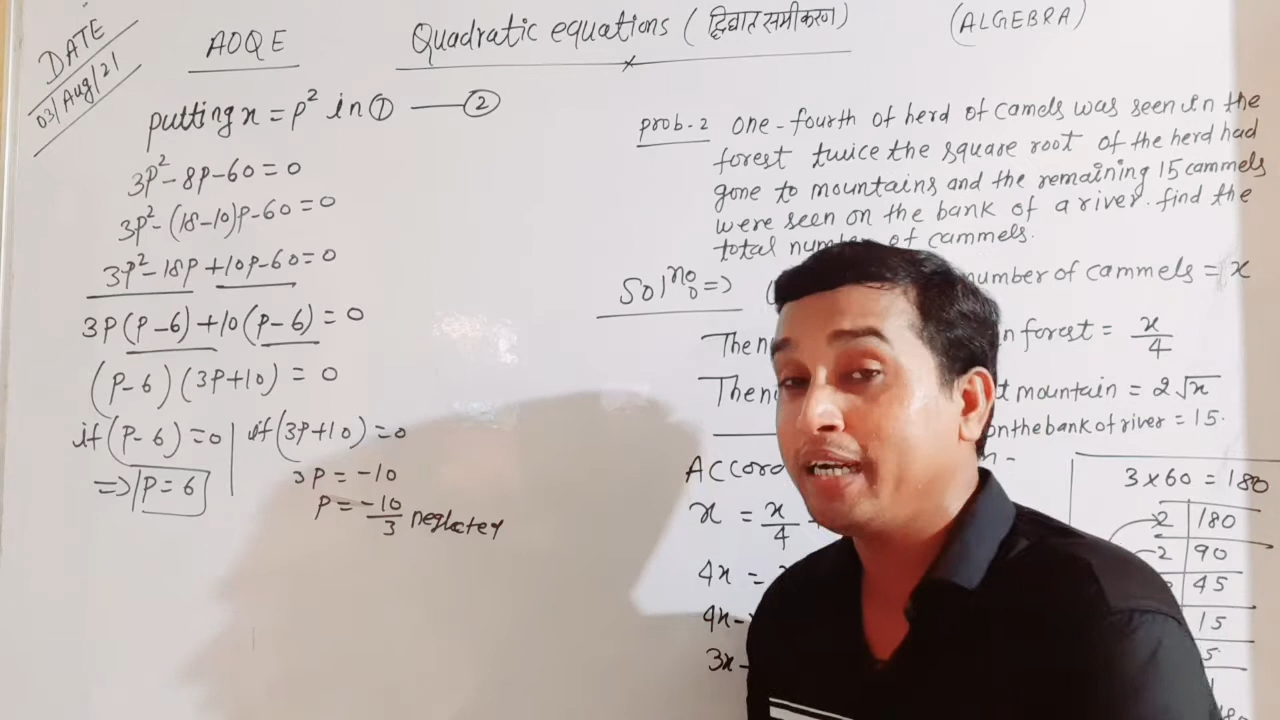 DATE
03/Aug/21
AOQE
Quadratic equations (द्विघात समीकरण)
(ALGEBRA)
putting x = p² in ① —— ②
3p² - 8p - 60 = 0
3p² - (18-10)p - 60 = 0
3p² - 18p + 10p - 60 = 0
3p(p-6) + 10(p-6) = 0
(p-6)(3p+10) = 0
if (p-6) = 0 | if (3p+10) = 0
=> p = 6
3p = -10
p = -10/3 neglected
prob-2 one-fourth of herd of camels was seen in the
forest twice the square root of the herd had
gone to mountains and the remaining 15 cammels
were seen on the bank of a river. find the
total number of cammels.
Solⁿ => number of cammels = x
The n forest = x/4
The n t mountain = 2√x
on the bank of river = 15.
Accor
x = x/4
4x =
4x -
3x -
3 × 60 = 180
2 | 180
2 | 90
45
15
5